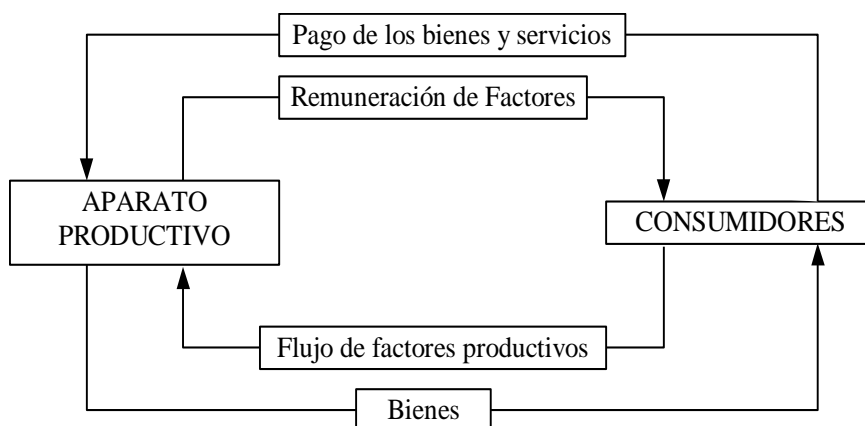 Pago de los bienes y servicios
Remuneración de Factores
APARATO
PRODUCTIVO
CONSUMIDORES
Flujo de factores productivos
Bienes